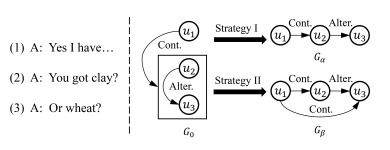 (1) A: Yes I have…
(2) A: You got clay?
(3) A: Or wheat?
u₁
Cont.
u₂
Alter.
u₃
G₀
Strategy I
Cont. Alter.
u₁ u₂ u₃
Gα
Strategy II
Cont. Alter.
u₁ u₂ u₃
Cont.
Gβ